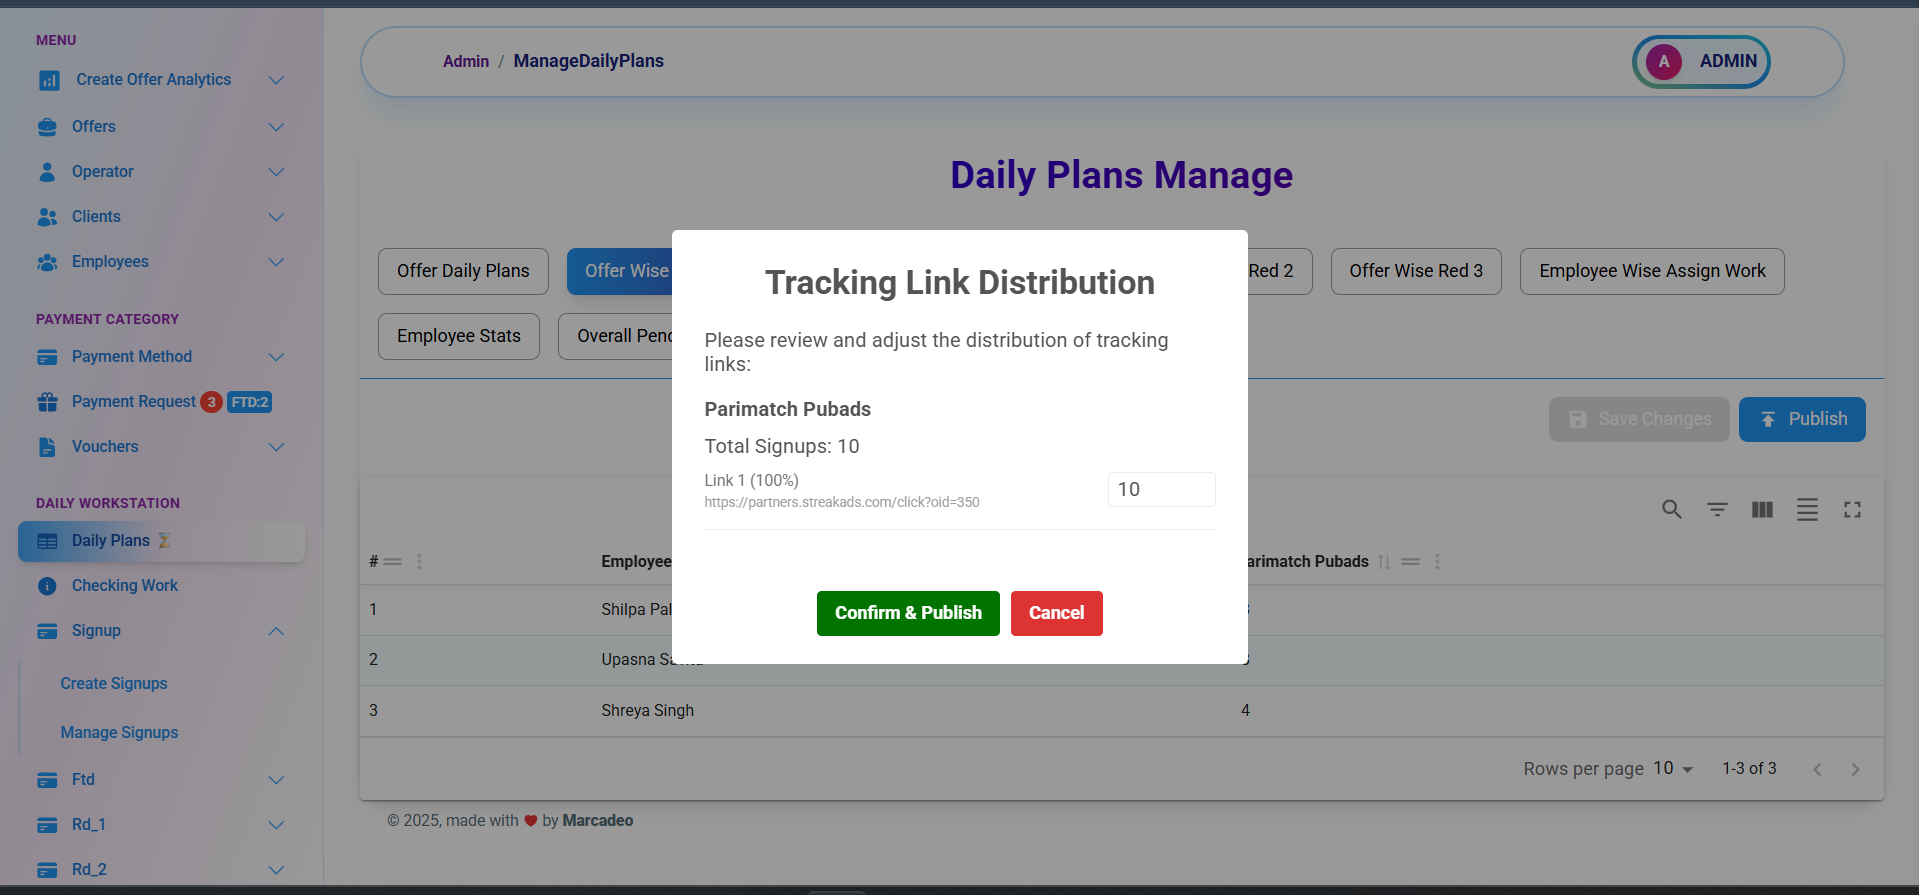 MENU
Create Offer Analytics
Offers
Operator
Clients
Employees
PAYMENT CATEGORY
Payment Method
Payment Request 3 FTD:2
Vouchers
DAILY WORKSTATION
Daily Plans ⏳
Checking Work
Signup
Create Signups
Manage Signups
Ftd
Rd_1
Rd_2
Admin / ManageDailyPlans
A ADMIN
Daily Plans Manage
Offer Daily Plans
Offer Wise
Red 2
Offer Wise Red 3
Employee Wise Assign Work
Employee Stats
Overall Pen
Save Changes
Publish
Tracking Link Distribution
Please review and adjust the distribution of tracking
links:
Parimatch Pubads
Total Signups: 10
Link 1 (100%)
https://partners.streakads.com/click?oid=350
10
Confirm & Publish
Cancel
# Employee arimatch Pubads
1 Shilpa Pal
2 Upasna
3 Shreya Singh 4
Rows per page 10 1-3 of 3
© 2025, made with ❤ by Marcadeo